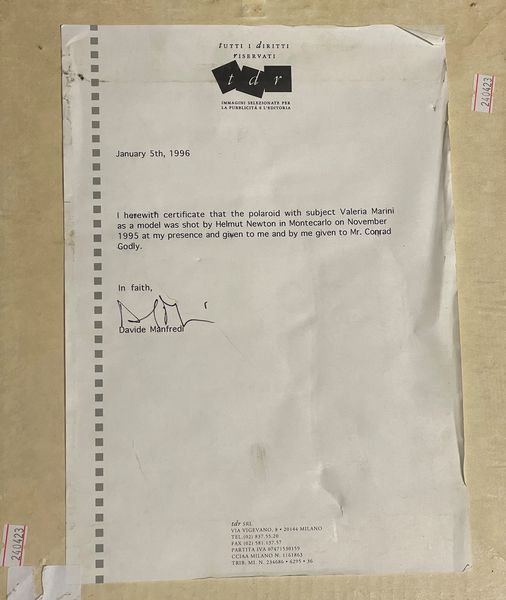 TUTTI I DIRITTI
RISERVATI
t d r
IMMAGINI SELEZIONATE PER
LA PUBBLICITÀ E L'EDITORIA
January 5th, 1996
I herewith certificate that the polaroid with subject Valeria Marini
as a model was shot by Helmut Newton in Montecarlo on November
1995 at my presence and given to me and by me given to Mr. Conrad
Godly.
In faith,
Davide Manfredi
tdr SRL
VIA VIGEVANO, 8 • 20144 MILANO
TEL. (02) 837.55.20
FAX (02) 581.137.57
PARTITA IVA 07471530159
CCIAA MILANO N. 1161863
TRIB. MI. N. 234686 • 6295 • 36
240423
240423